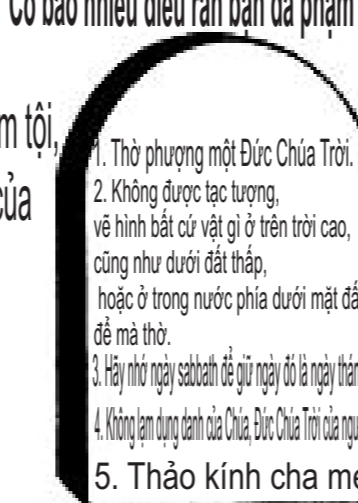 Có bao nhiêu điều răn bạn đã phạm
m tội,
của
1. Thờ phượng một Đức Chúa Trời.
2. Không được tạc tượng,
vẽ hình bất cứ vật gì ở trên trời cao,
cũng như dưới đất thấp,
hoặc ở trong nước phía dưới mặt đấ
để mà thờ.
3. Hãy nhớ ngày sabbath để giữ ngày đó là ngày thán
4. Không lạm dụng danh của Chúa, Đức Chúa Trời của ngư
5. Thảo kính cha mẹ